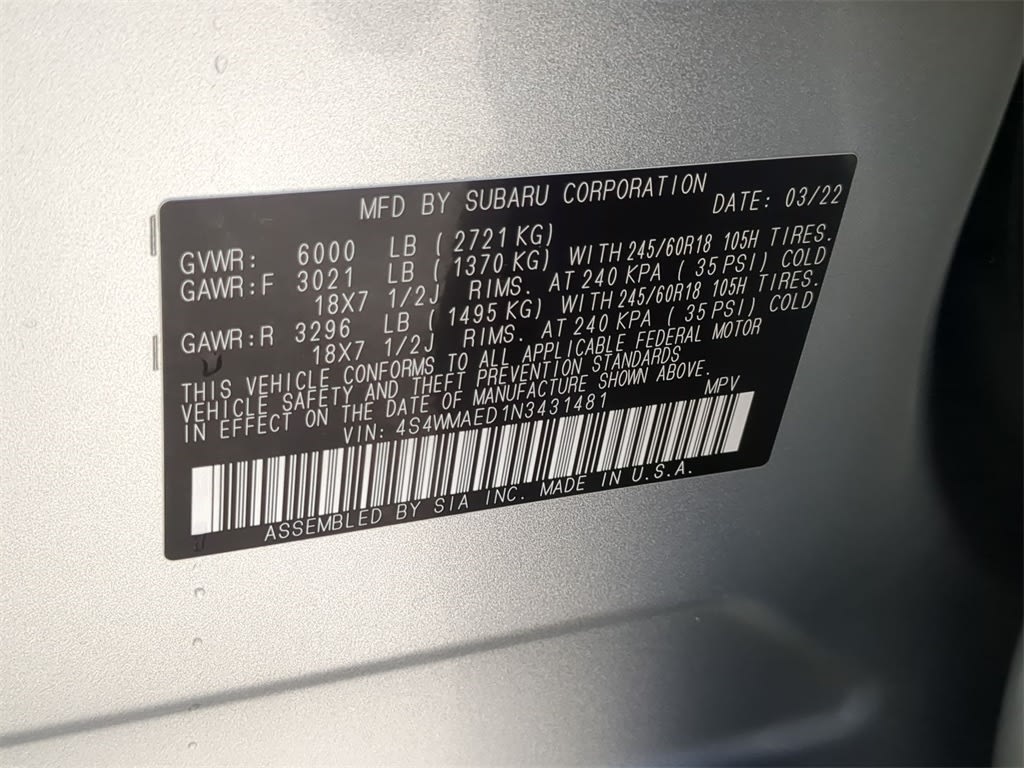 MFD BY SUBARU CORPORATION DATE: 03/22
GVWR: 6000 LB ( 2721 KG)
GAWR:F 3021 LB ( 1370 KG) WITH 245/60R18 105H TIRES.
18X7 1/2J RIMS. AT 240 KPA ( 35 PSI) COLD
GAWR:R 3296 LB ( 1495 KG) WITH 245/60R18 105H TIRES.
18X7 1/2J RIMS. AT 240 KPA ( 35 PSI) COLD
THIS VEHICLE CONFORMS TO ALL APPLICABLE FEDERAL MOTOR
VEHICLE SAFETY AND THEFT PREVENTION STANDARDS
IN EFFECT ON THE DATE OF MANUFACTURE SHOWN ABOVE.
VIN: 4S4WMAED1N3431481 MPV
ASSEMBLED BY SIA INC. MADE IN U.S.A.